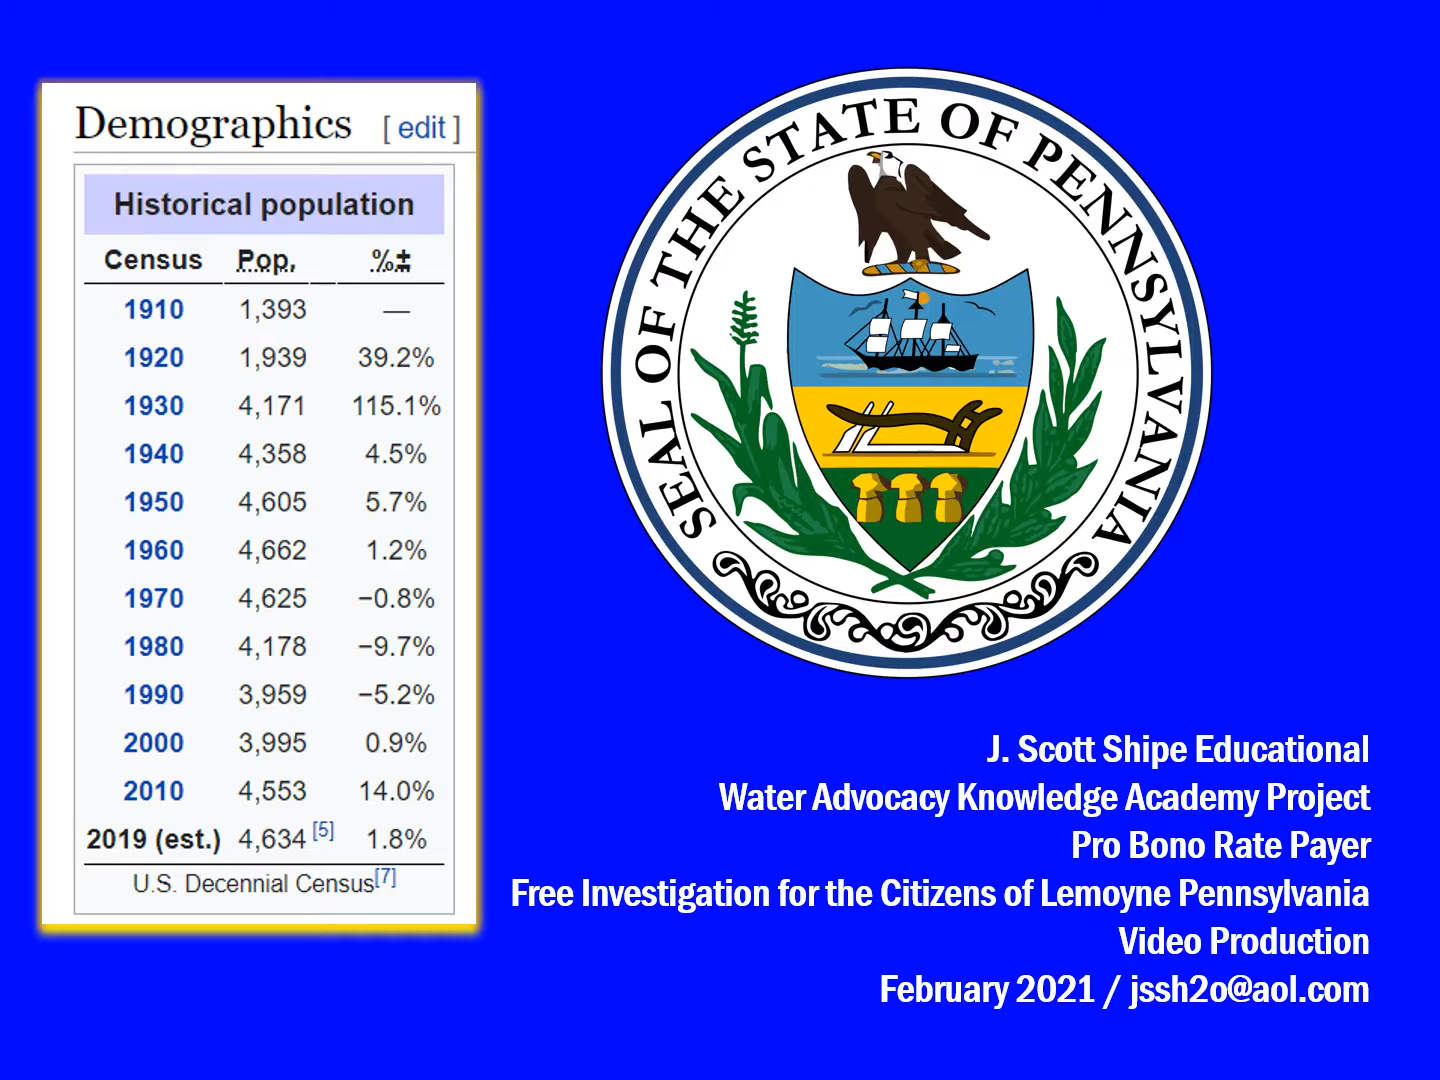 Demographics [ edit ]
Historical population
Census Pop. %±
1910 1,393 —
1920 1,939 39.2%
1930 4,171 115.1%
1940 4,358 4.5%
1950 4,605 5.7%
1960 4,662 1.2%
1970 4,625 −0.8%
1980 4,178 −9.7%
1990 3,959 −5.2%
2000 3,995 0.9%
2010 4,553 14.0%
2019 (est.) 4,634 [5] 1.8%
U.S. Decennial Census[7]
SEAL OF THE STATE OF PENNSYLVANIA
J. Scott Shipe Educational
Water Advocacy Knowledge Academy Project
Pro Bono Rate Payer
Free Investigation for the Citizens of Lemoyne Pennsylvania
Video Production
February 2021 / jssh2o@aol.com